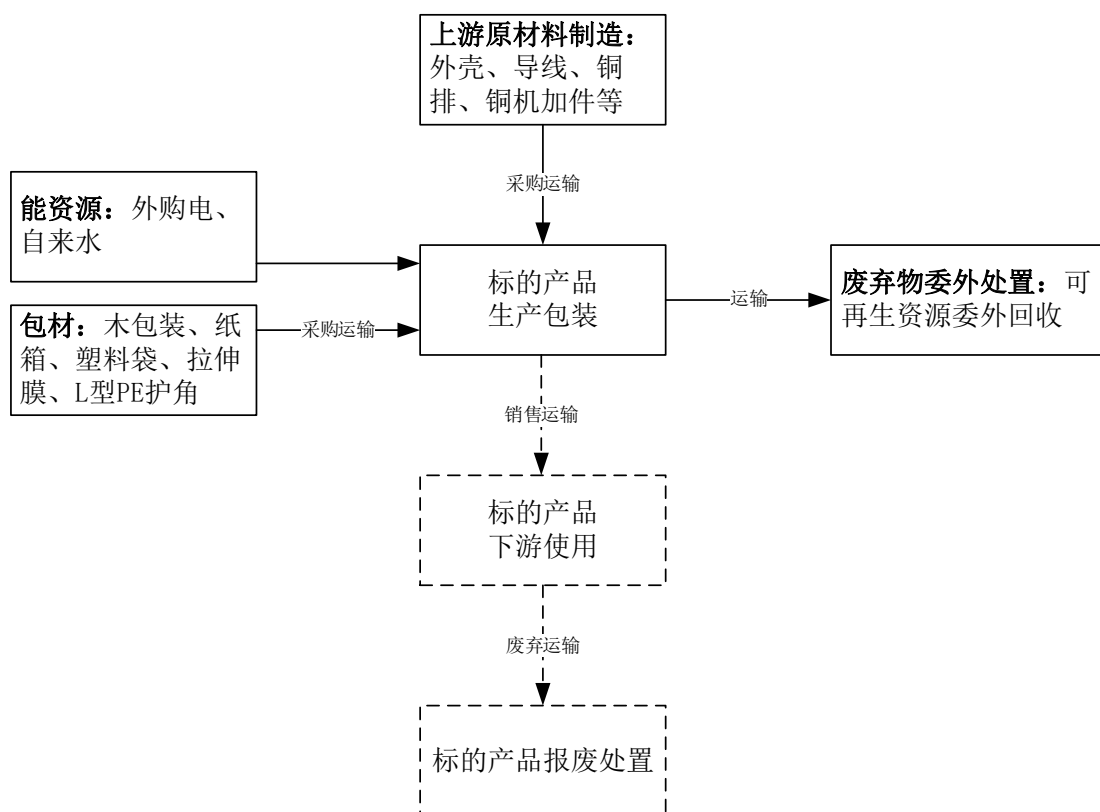 上游原材料制造：
外壳、导线、铜
排、铜机加件等
采购运输
能资源：外购电、
自来水
包材：木包装、纸
箱、塑料袋、拉伸
膜、L型PE护角
采购运输
标的产品
生产包装
运输
废弃物委外处置：可
再生资源委外回收
销售运输
标的产品
下游使用
废弃运输
标的产品报废处置